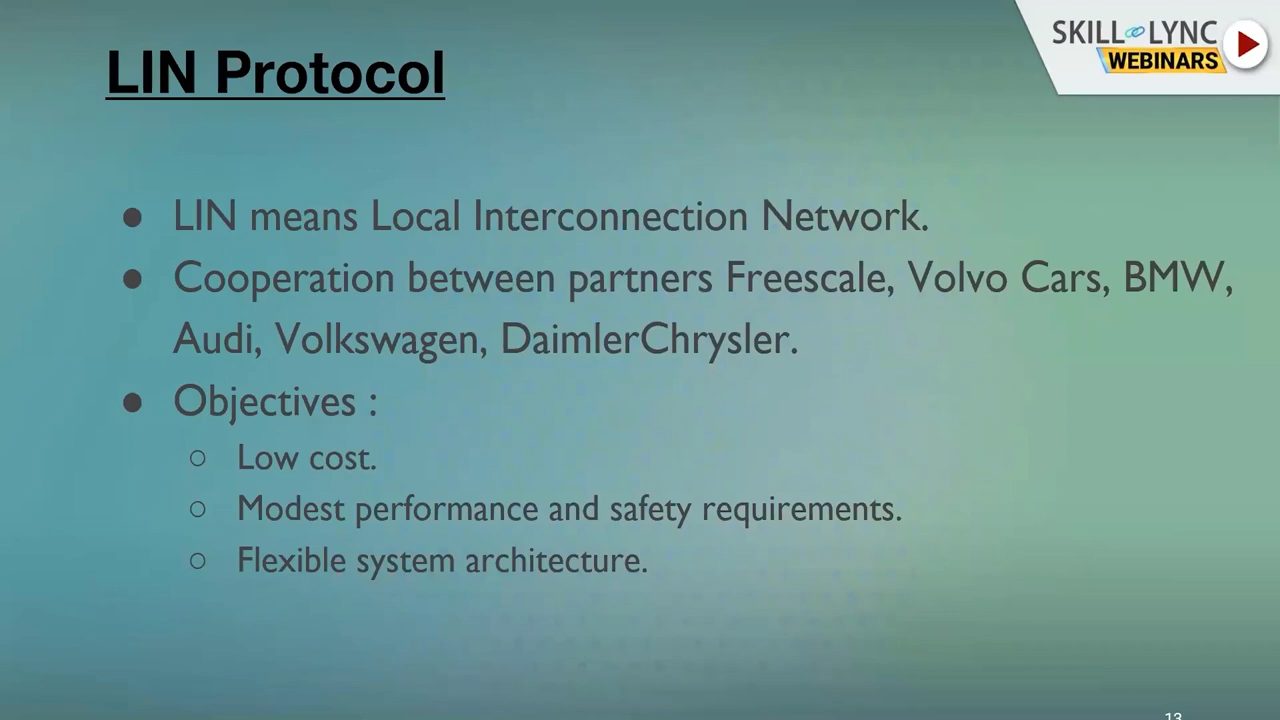 SKILL LYNC
WEBINARS
LIN Protocol
● LIN means Local Interconnection Network.
● Cooperation between partners Freescale, Volvo Cars, BMW,
Audi, Volkswagen, DaimlerChrysler.
● Objectives :
○ Low cost.
○ Modest performance and safety requirements.
○ Flexible system architecture.
13